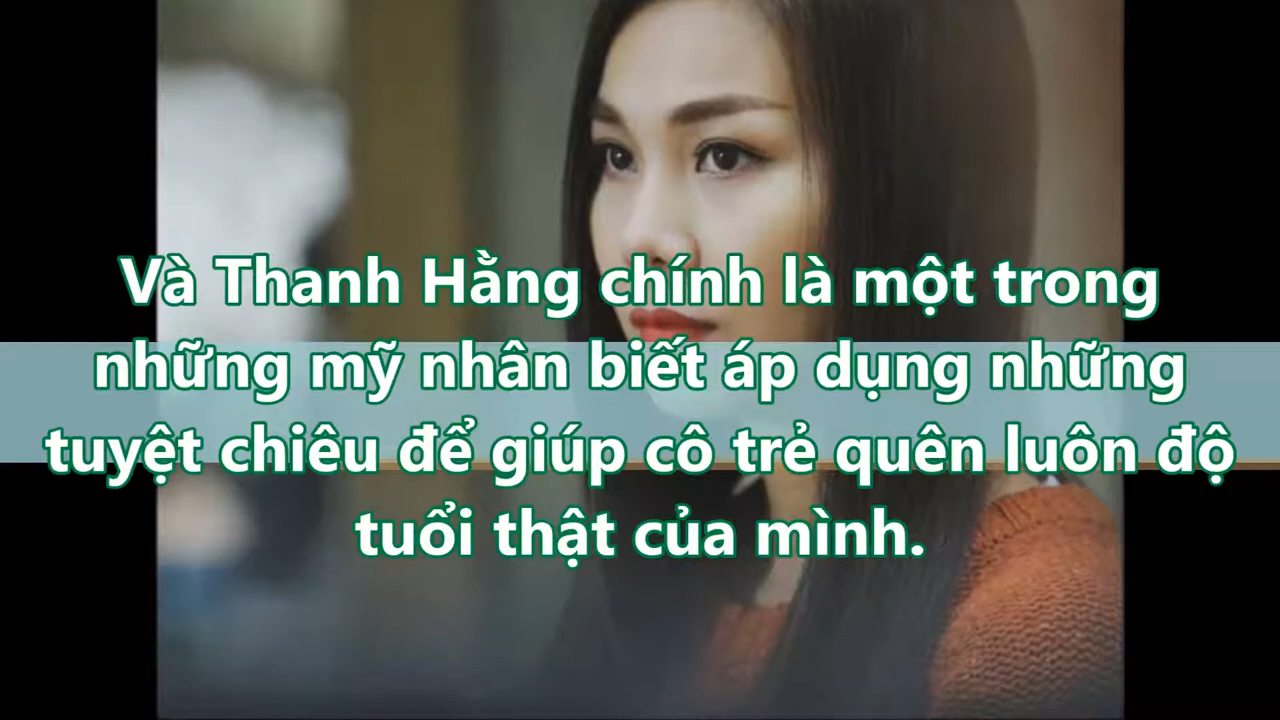 Và Thanh Hằng chính là một trong
những mỹ nhân biết áp dụng những
tuyệt chiêu để giúp cô trẻ quên luôn độ
tuổi thật của mình.